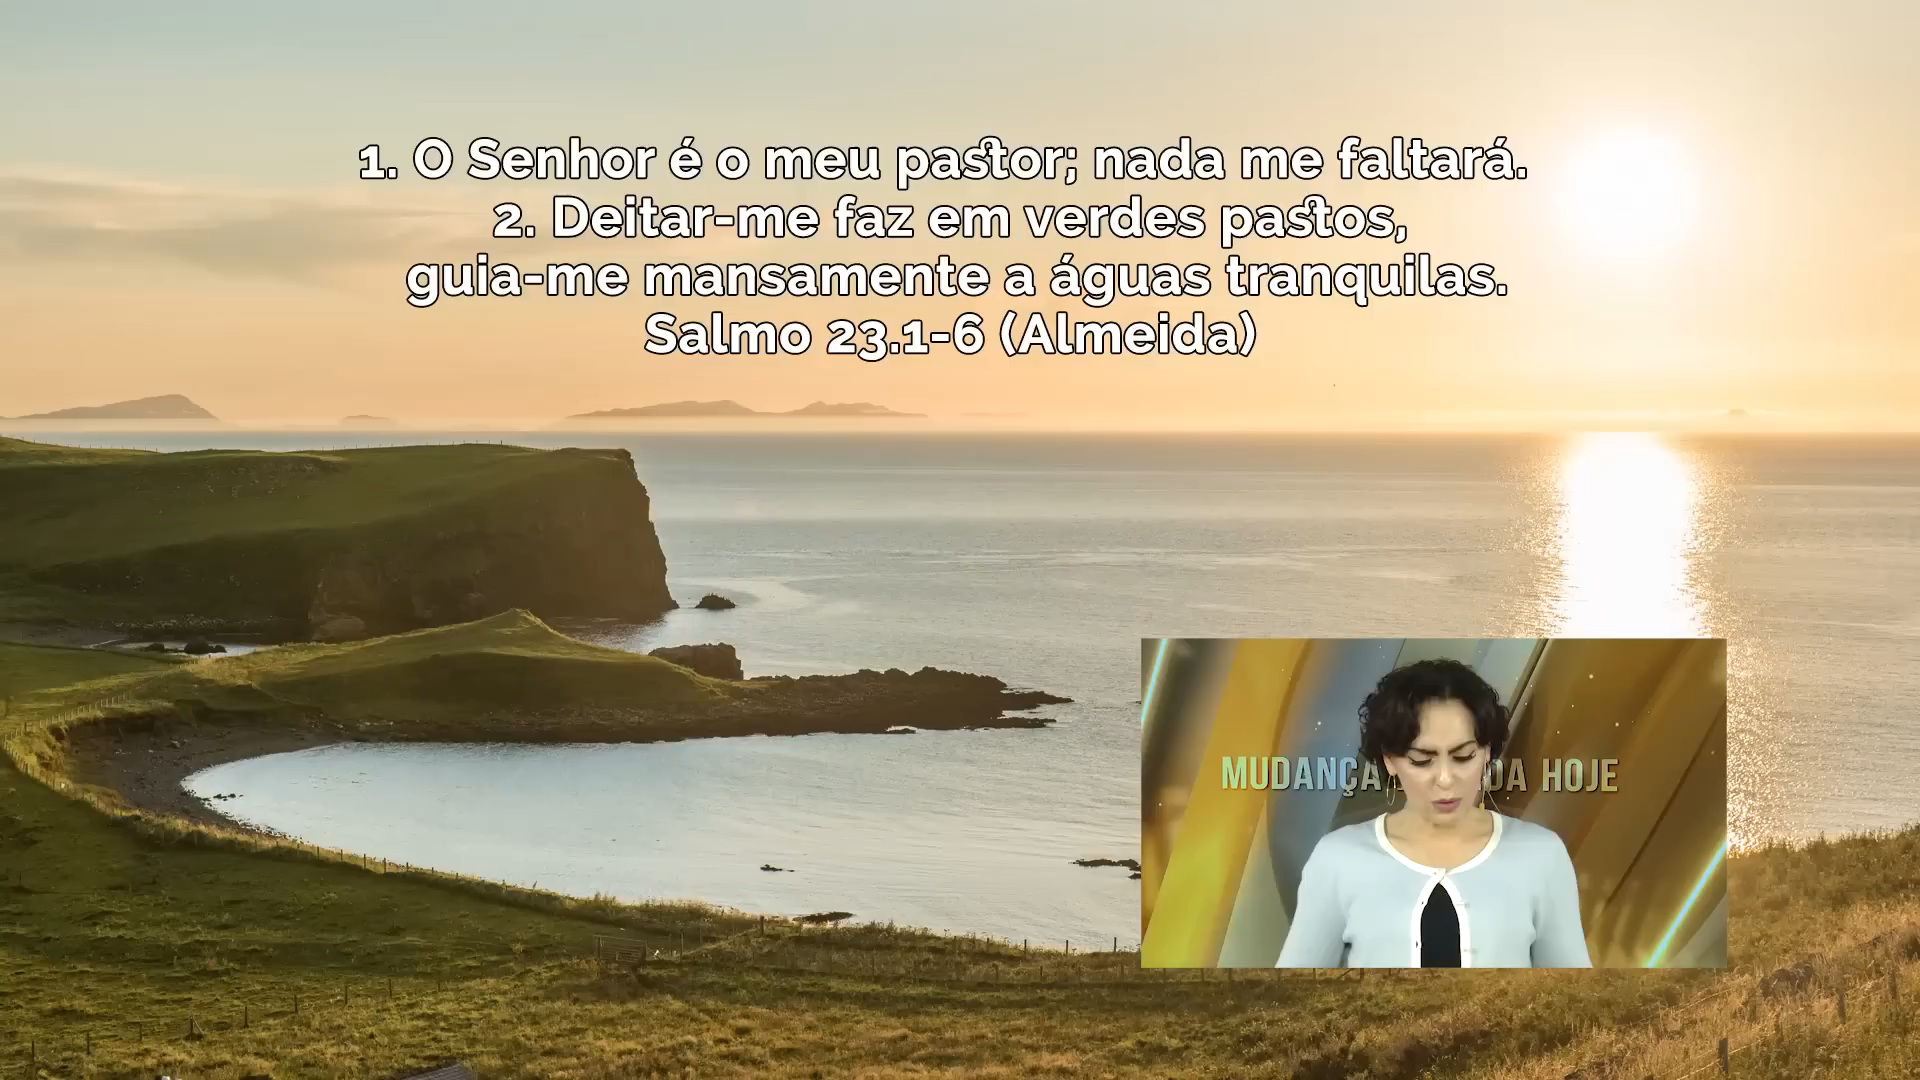 1. O Senhor é o meu pastor; nada me faltará.
2. Deitar-me faz em verdes pastos,
guia-me mansamente a águas tranquilas.
Salmo 23.1-6 (Almeida)
MUDANÇA HOJE